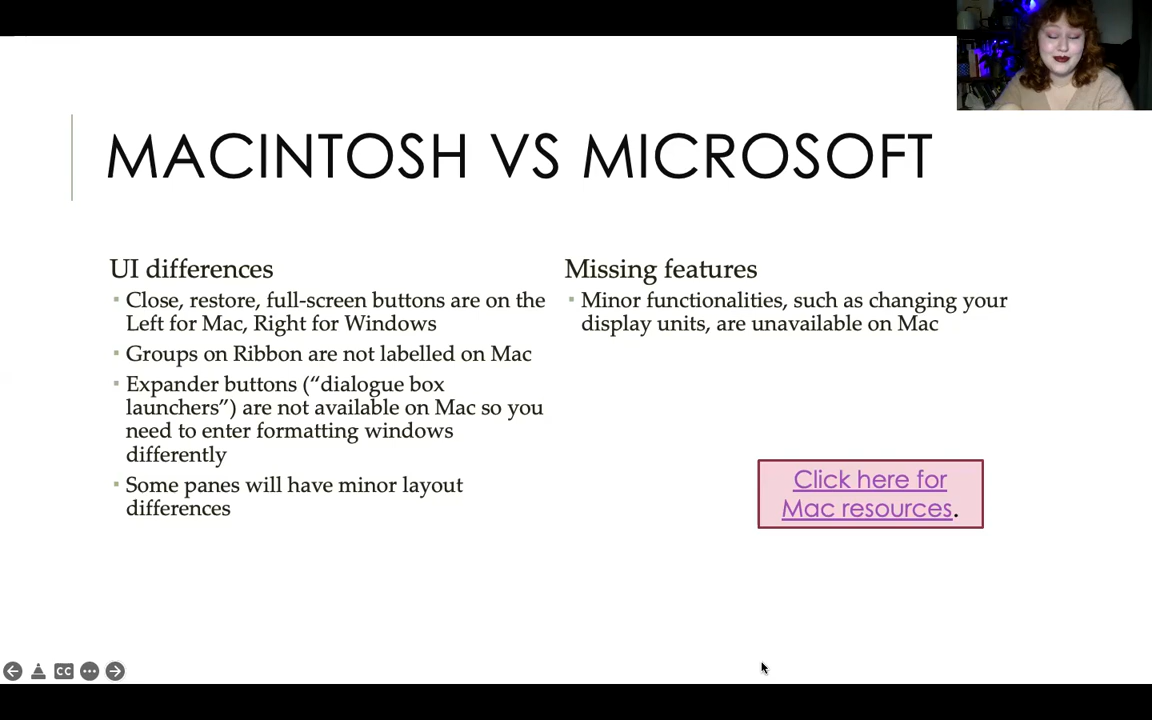 MACINTOSH VS MICROSOFT
UI differences
Close, restore, full-screen buttons are on the
Left for Mac, Right for Windows
Groups on Ribbon are not labelled on Mac
Expander buttons (“dialogue box
launchers”) are not available on Mac so you
need to enter formatting windows
differently
Some panes will have minor layout
differences
Missing features
Minor functionalities, such as changing your
display units, are unavailable on Mac
Click here for
Mac resources.
CC